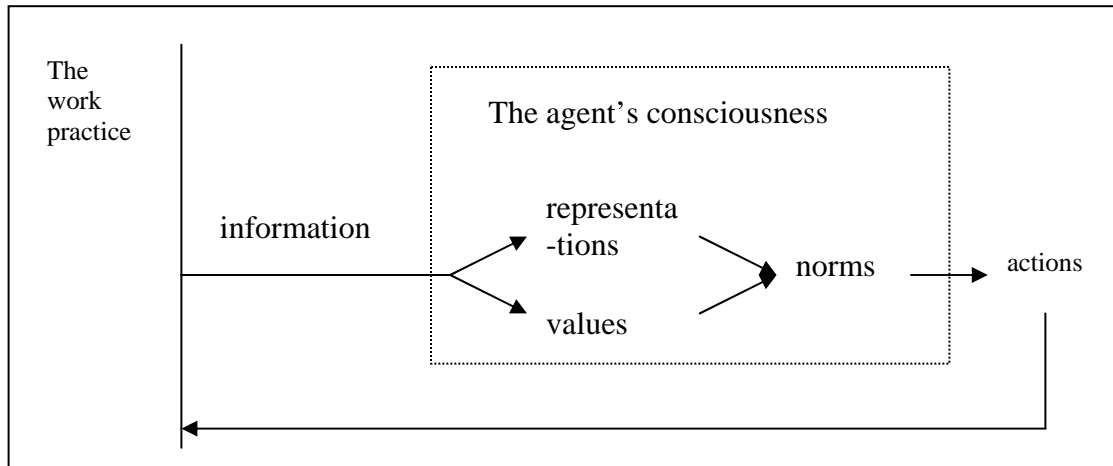 The
work
practice
The agent’s consciousness
information
representa
-tions
values
norms
actions